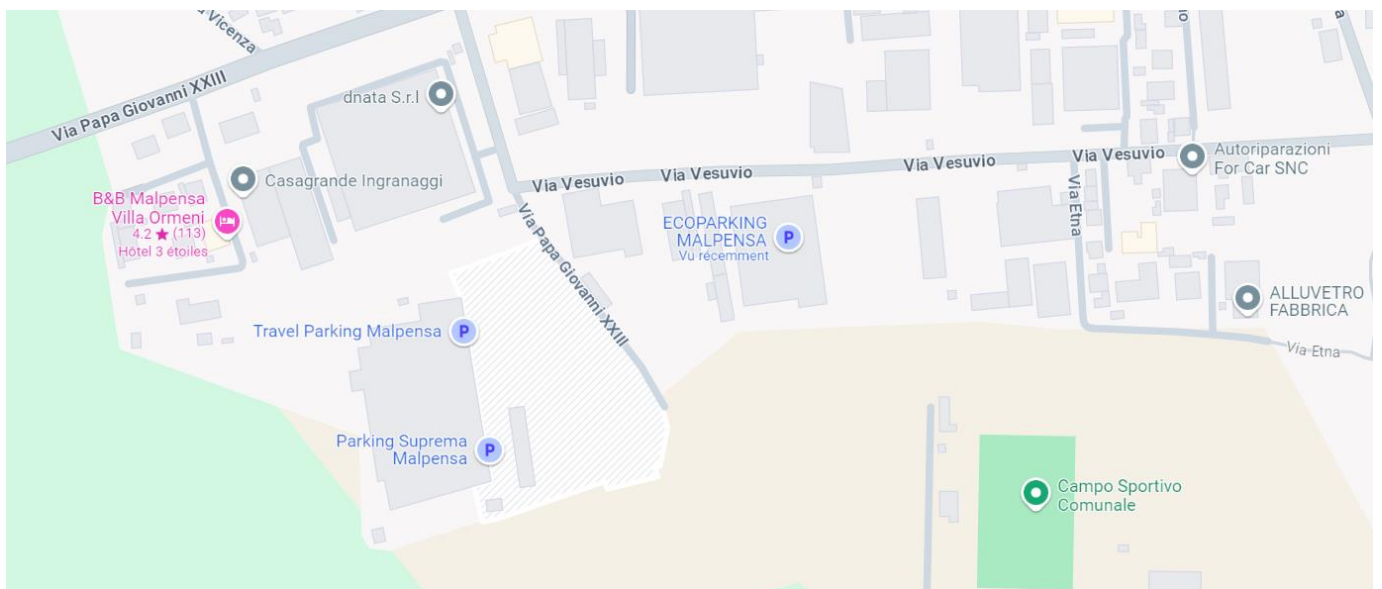 Vicenza
Via Papa Giovanni XXIII
dnata S.r.l
Casagrande Ingranaggi
B&B Malpensa
Villa Ormeni
4.2 ★ (113)
Hôtel 3 étoiles
Via Vesuvio
Via Vesuvio
Via Vesuvio
Via Vesuvio
Autoriparazioni
For Car SNC
Via Papa Giovanni XXIII
ECOPARKING
MALPENSA
Vu récemment
P
Via Etna
ALLUVETRO
FABBRICA
Via Etna
Travel Parking Malpensa
P
Parking Suprema
Malpensa
P
Campo Sportivo
Comunale